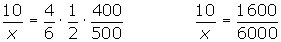 10/x = 4/6 · 1/2 · 400/500    10/x = 1600/6000